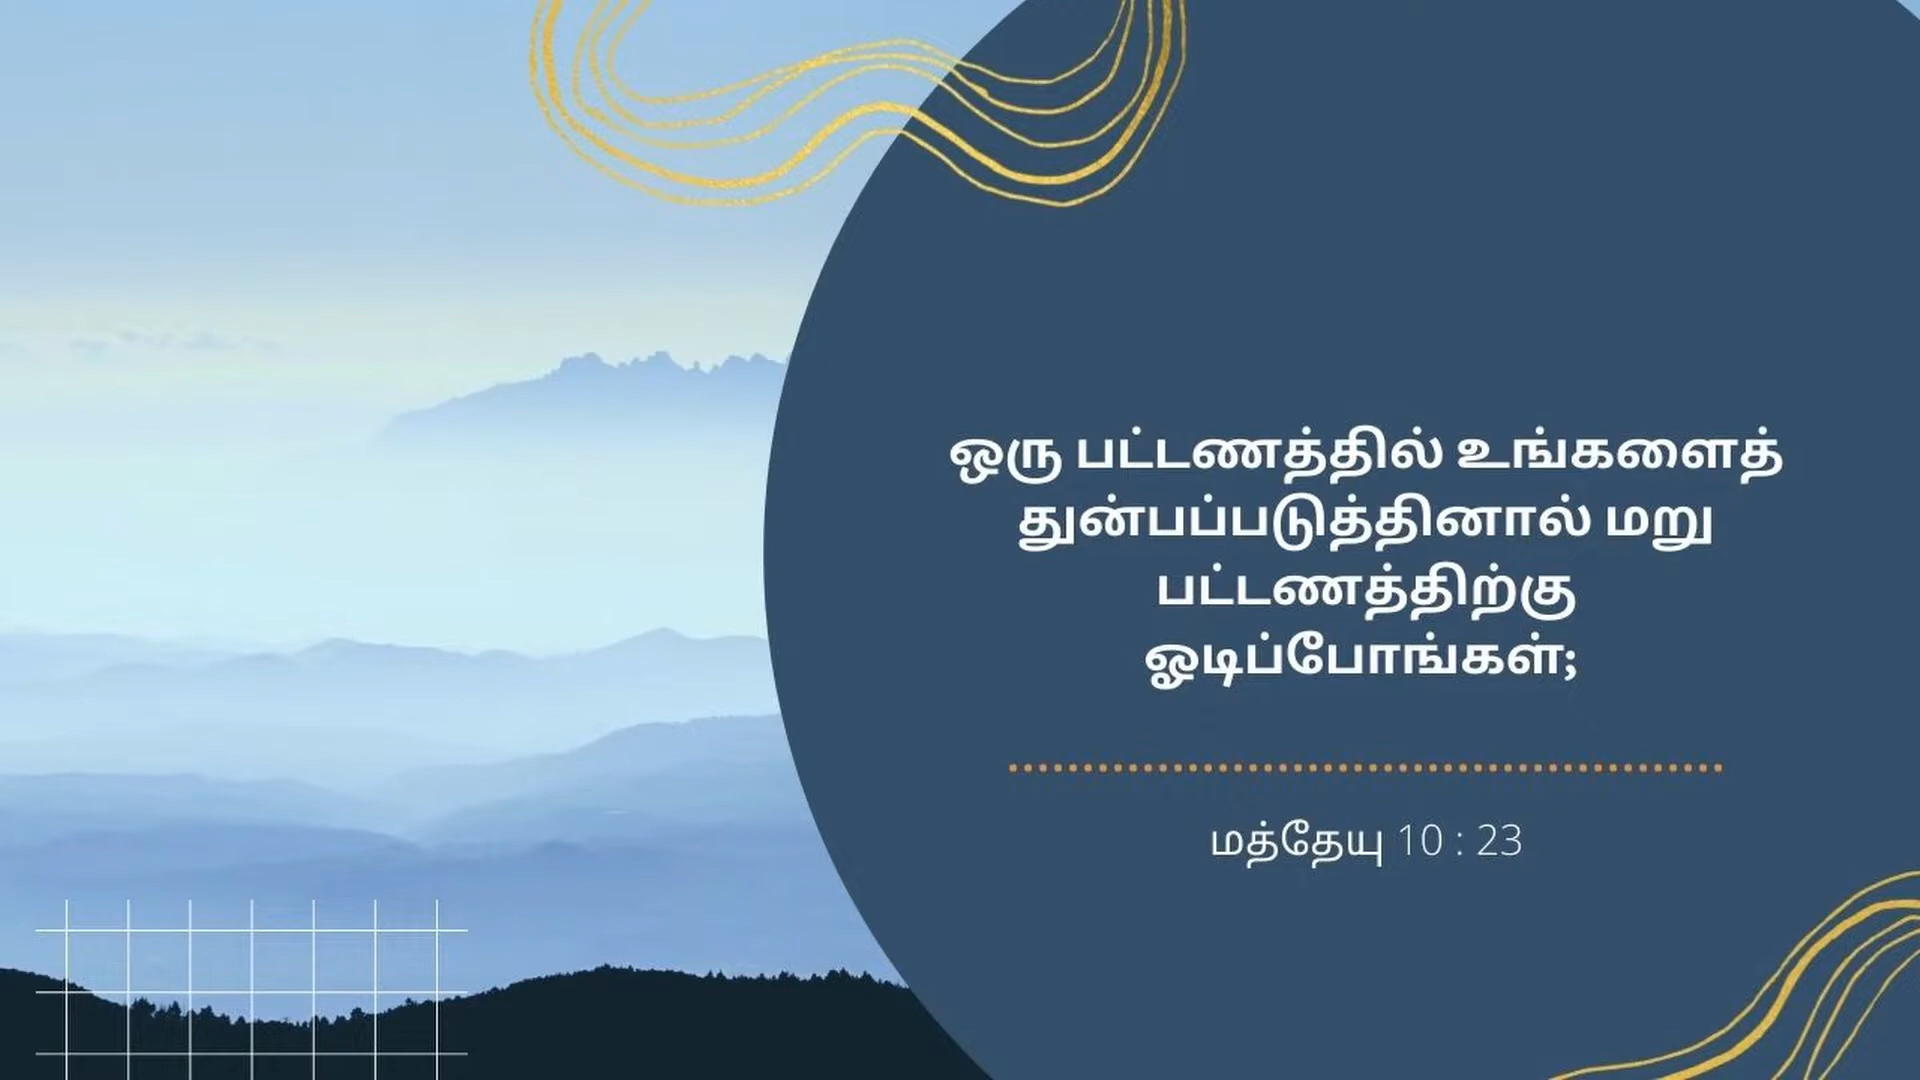 ஒரு பட்டணத்தில் உங்களைத்
துன்பப்படுத்தினால் மறு
பட்டணத்திற்கு
ஓடிப்போங்கள்;
மத்தேயு 10 : 23